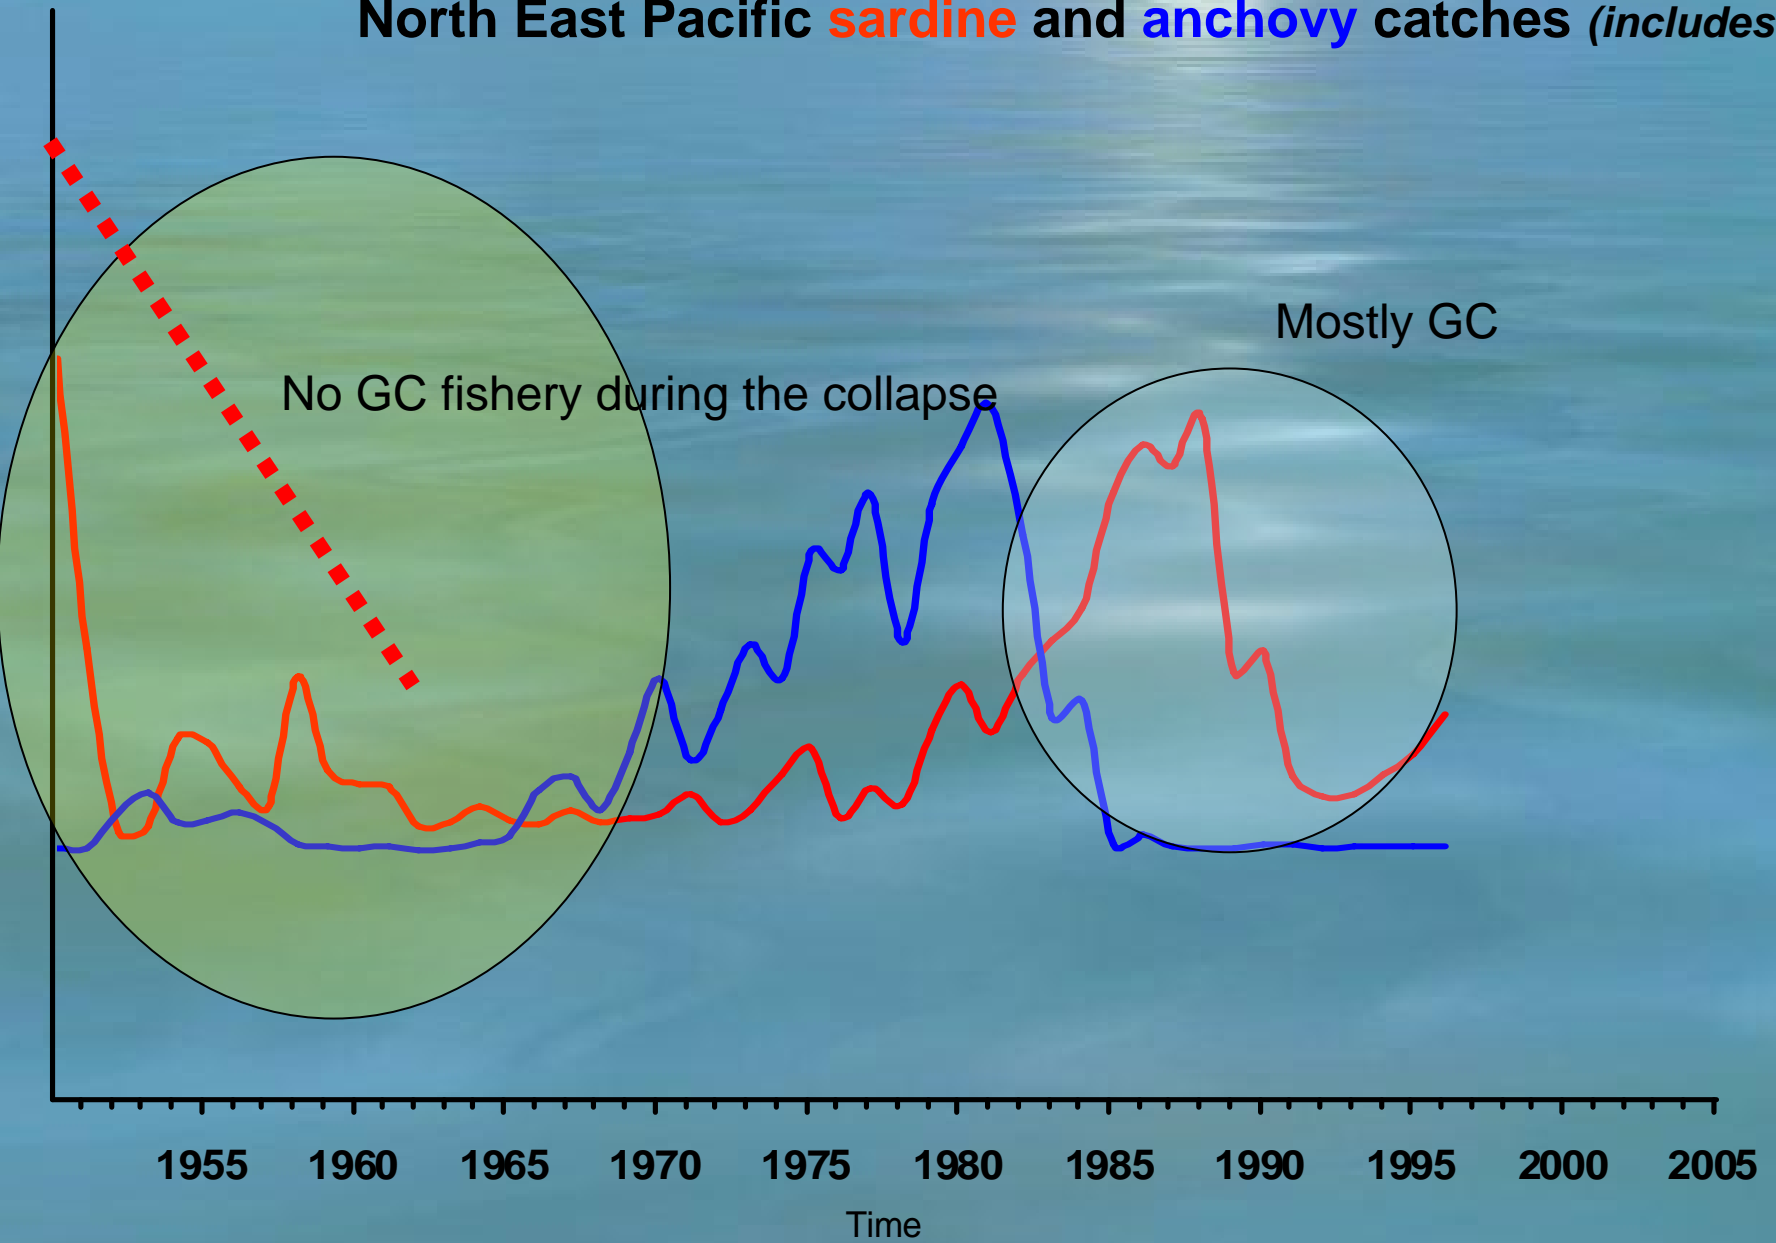 North East Pacific sardine and anchovy catches (includes
Mostly GC
No GC fishery during the collapse
1955 1960 1965 1970 1975 1980 1985 1990 1995 2000 2005
Time